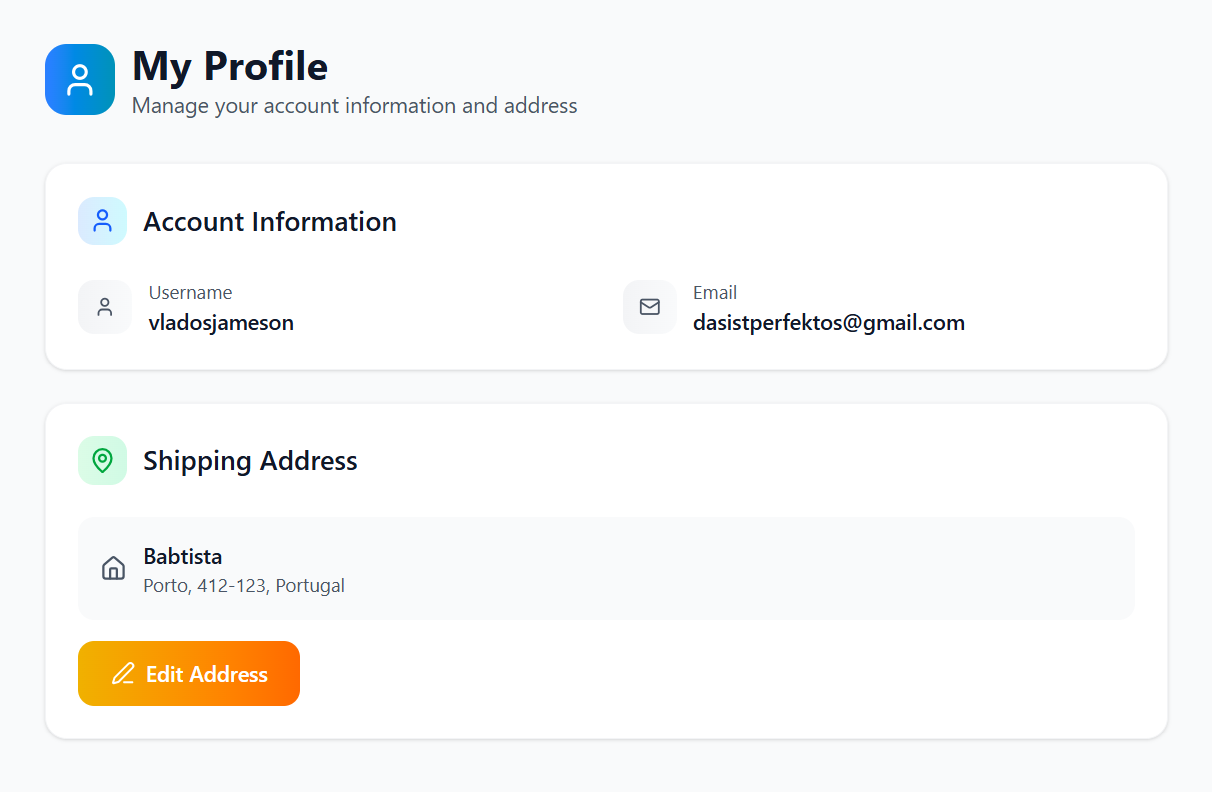 My Profile
Manage your account information and address
Account Information
Username
vladosjameson
Email
dasistperfektos@gmail.com
Shipping Address
Babtista
Porto, 412-123, Portugal
Edit Address